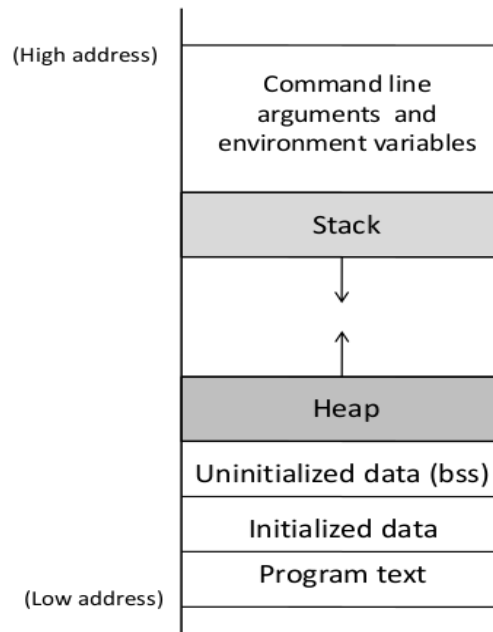 (High address)
Command line
arguments and
environment variables
Stack
Heap
Uninitialized data (bss)
Initialized data
Program text
(Low address)